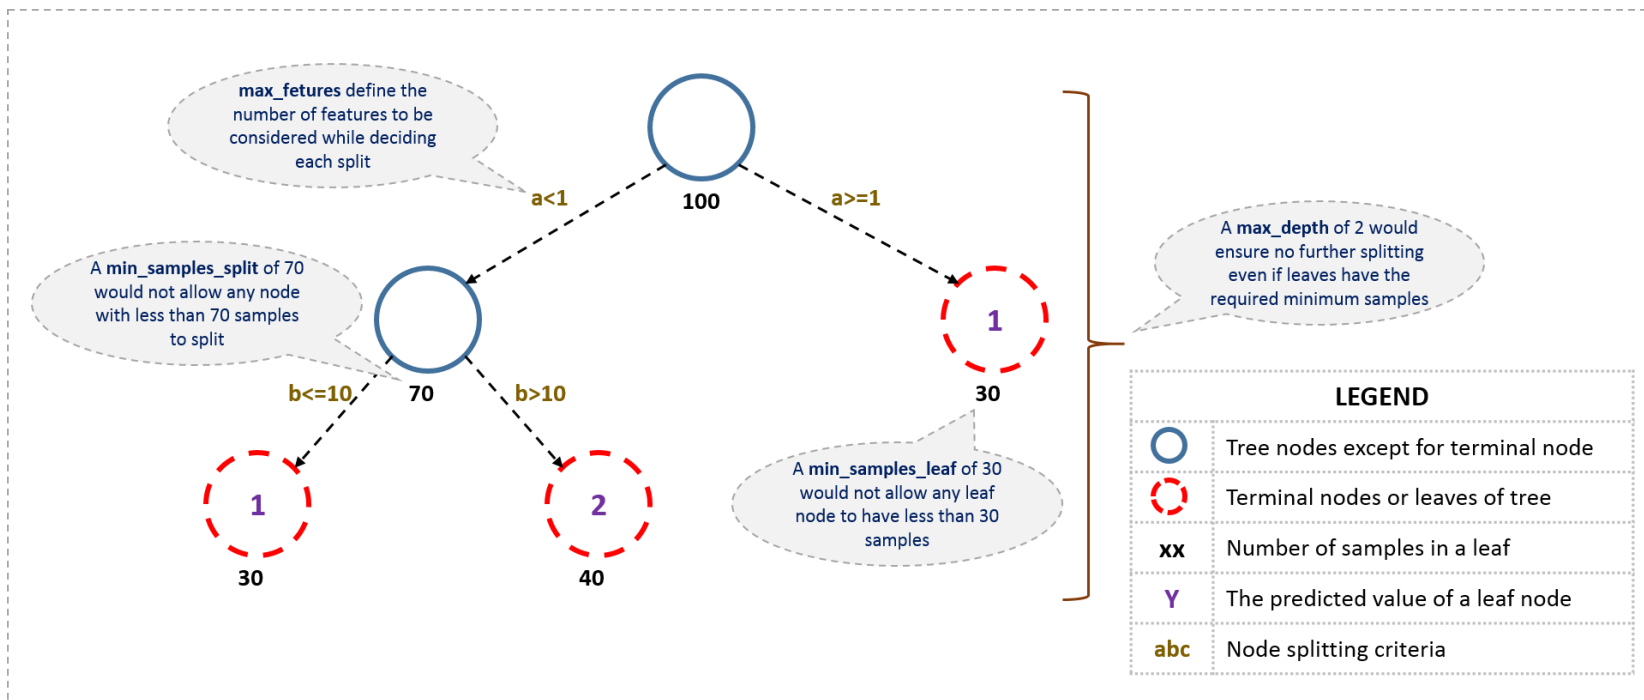 max_fetures define the
number of features to be
considered while deciding
each split
100
a<1
a>=1
A min_samples_split of 70
would not allow any node
with less than 70 samples
to split
70
1
30
A max_depth of 2 would
ensure no further splitting
even if leaves have the
required minimum samples
b<=10
b>10
1
30
2
40
A min_samples_leaf of 30
would not allow any leaf
node to have less than 30
samples
LEGEND
Tree nodes except for terminal node
Terminal nodes or leaves of tree
xx Number of samples in a leaf
Y The predicted value of a leaf node
abc Node splitting criteria